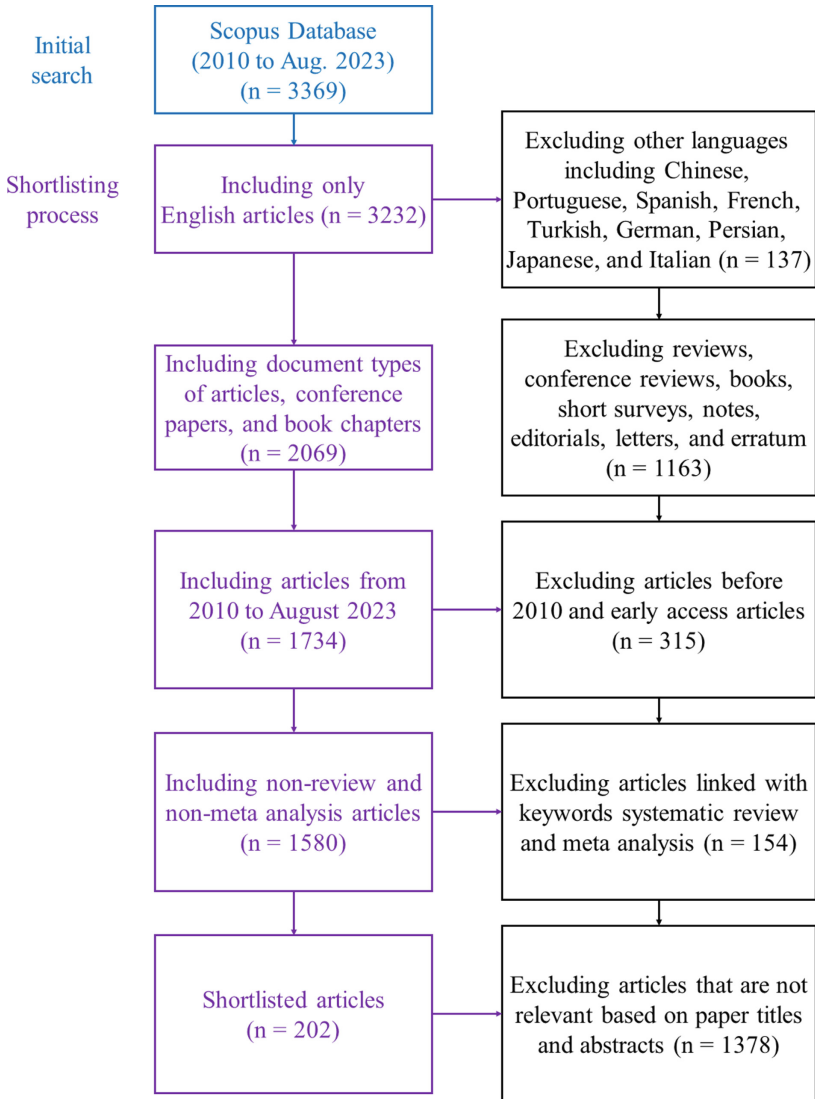 Initial
search
Scopus Database
(2010 to Aug. 2023)
(n = 3369)
Shortlisting
process
Including only
English articles (n = 3232)
Excluding other languages
including Chinese,
Portuguese, Spanish, French,
Turkish, German, Persian,
Japanese, and Italian (n = 137)
Including document types
of articles, conference
papers, and book chapters
(n = 2069)
Excluding reviews,
conference reviews, books,
short surveys, notes,
editorials, letters, and erratum
(n = 1163)
Including articles from
2010 to August 2023
(n = 1734)
Excluding articles before
2010 and early access articles
(n = 315)
Including non-review and
non-meta analysis articles
(n = 1580)
Excluding articles linked with
keywords systematic review
and meta analysis (n = 154)
Shortlisted articles
(n = 202)
Excluding articles that are not
relevant based on paper titles
and abstracts (n = 1378)